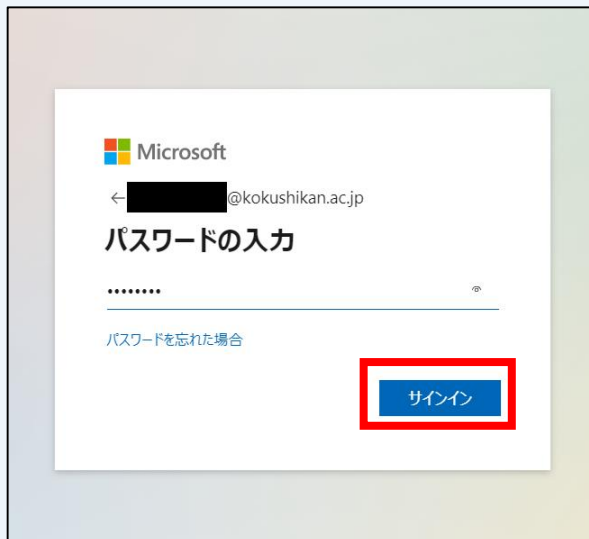 Microsoft
← @kokushikan.ac.jp
パスワードの入力
••••••••
パスワードを忘れた場合
サインイン